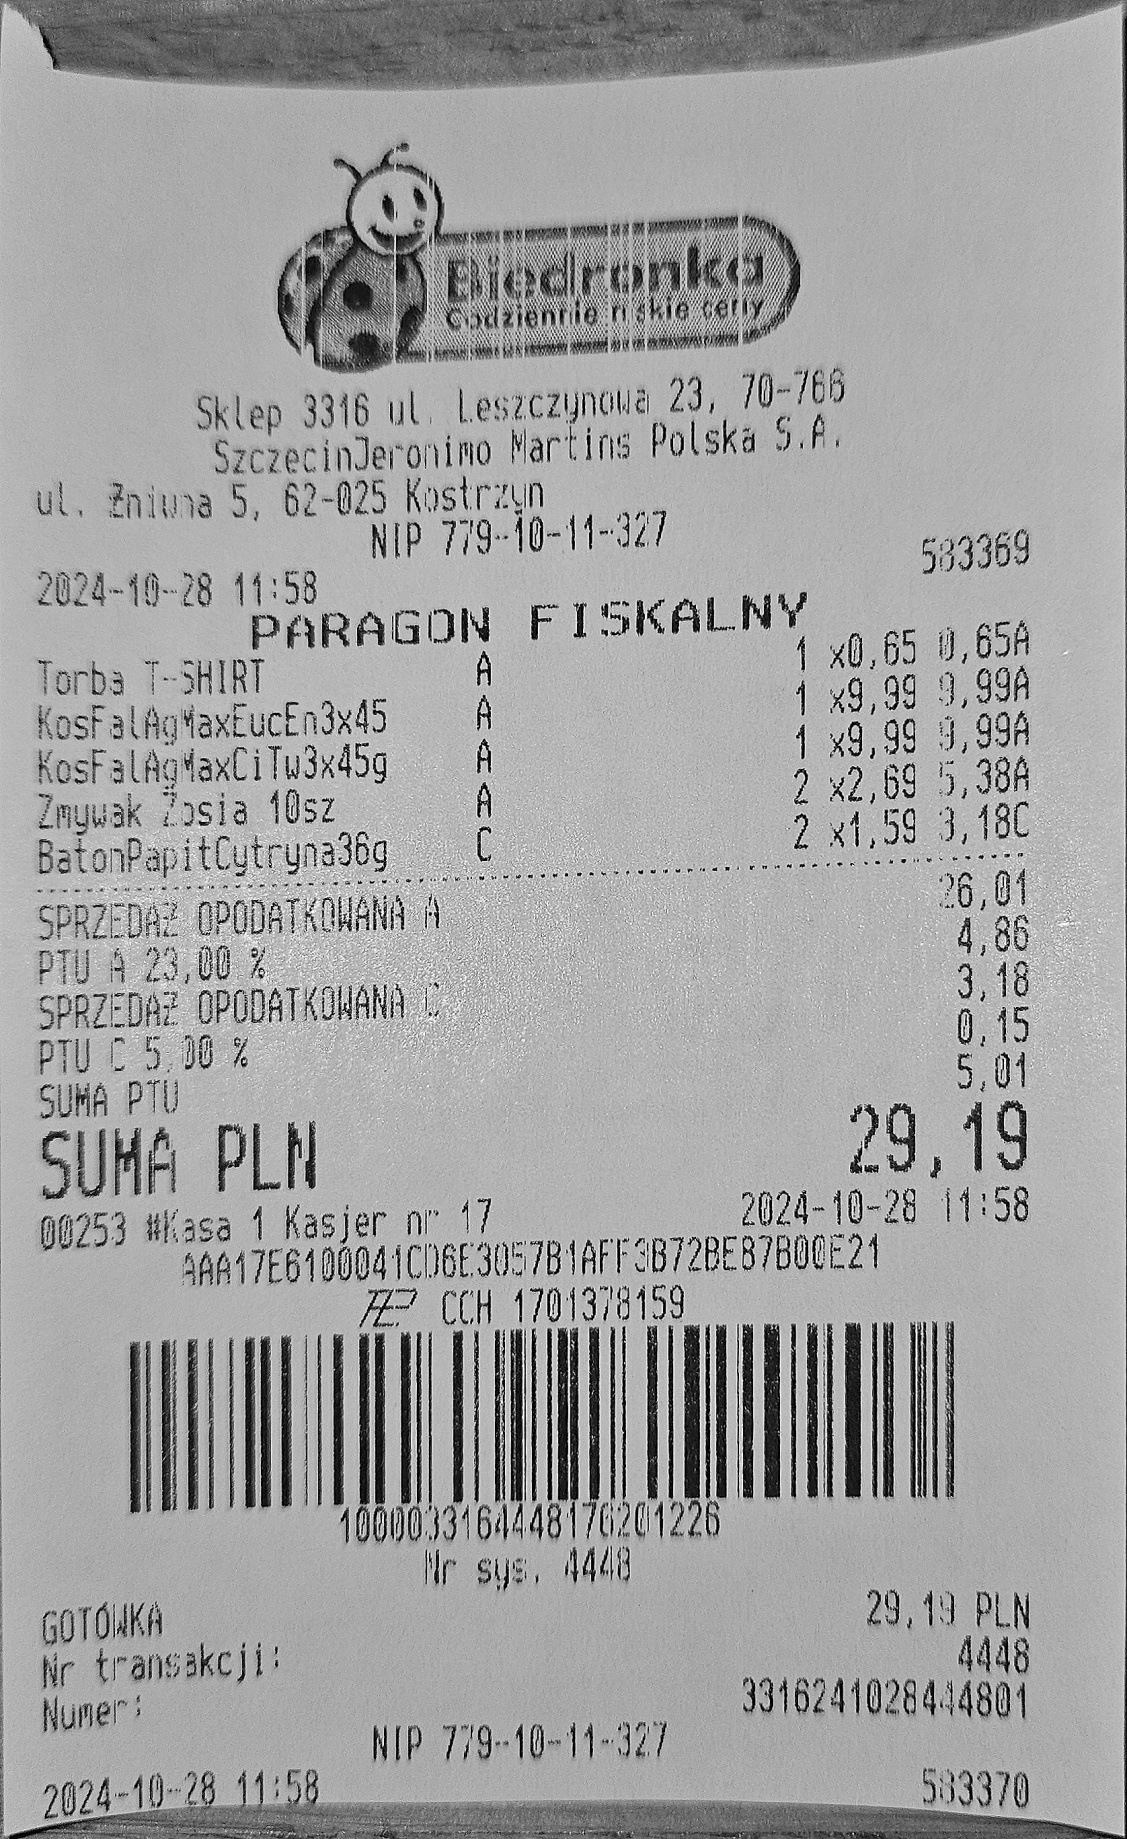 Biedronka
Codziennie niskie ceny
Sklep 3316 ul. Leszczynowa 23, 70-766
SzczecinJeronimo Martins Polska S.A.
ul. Żniwna 5, 62-025 Kostrzyn
NIP 779-10-11-327
2024-10-28 11:58 583369
PARAGON FISKALNY
Torba T-SHIRT A 1 x0,65 0,65A
KosFalAgMaxEucEn3x45 A 1 x9,99 9,99A
KosFalAgMaxCiTw3x45g A 1 x9,99 9,99A
Zmywak Zosia 10sz A 2 x2,69 5,38A
BatonPapitCytryna36g C 2 x1,59 3,18C
SPRZEDAŻ OPODATKOWANA A 26,01
PTU A 23,00 % 4,86
SPRZEDAŻ OPODATKOWANA C 3,18
PTU C 5,00 % 0,15
SUMA PTU 5,01
SUMA PLN 29,19
00253 #Kasa 1 Kasjer nr 17 2024-10-28 11:58
AAA17E6100041CD6E3057B1AFF3B72BE87B00E21
CCH 1701378159
1000033164448176201226
Nr sys. 4448
GOTÓWKA 29,19 PLN
Nr transakcji: 4448
Numer: 3316241028444801
NIP 779-10-11-327
2024-10-28 11:58 583370